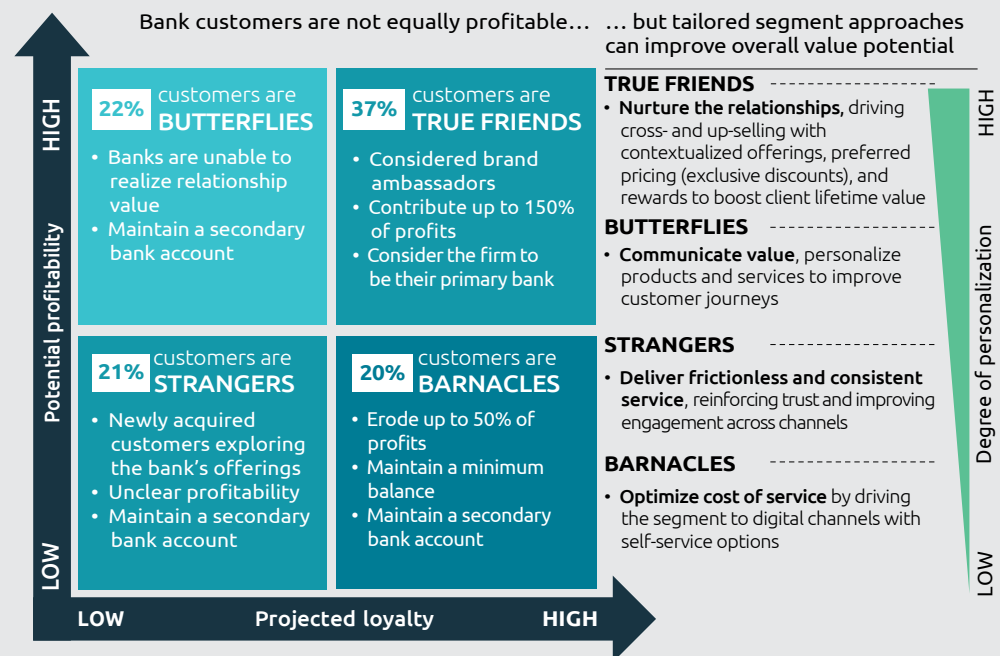 Bank customers are not equally profitable…
… but tailored segment approaches
can improve overall value potential
HIGH
Potential profitability
LOW
22%
customers are
BUTTERFLIES
• Banks are unable to
realize relationship
value
• Maintain a secondary
bank account
37%
customers are
TRUE FRIENDS
• Considered brand
ambassadors
• Contribute up to 150%
of profits
• Consider the firm to
be their primary bank
21%
customers are
STRANGERS
• Newly acquired
customers exploring
the bank’s offerings
• Unclear profitability
• Maintain a secondary
bank account
20%
customers are
BARNACLES
• Erode up to 50% of
profits
• Maintain a minimum
balance
• Maintain a secondary
bank account
LOW
Projected loyalty
HIGH
TRUE FRIENDS
• Nurture the relationships, driving
cross- and up-selling with
contextualized offerings, preferred
pricing (exclusive discounts), and
rewards to boost client lifetime value
BUTTERFLIES
• Communicate value, personalize
products and services to improve
customer journeys
STRANGERS
• Deliver frictionless and consistent
service, reinforcing trust and improving
engagement across channels
BARNACLES
• Optimize cost of service by driving
the segment to digital channels with
self-service options
HIGH
Degree of personalization
LOW